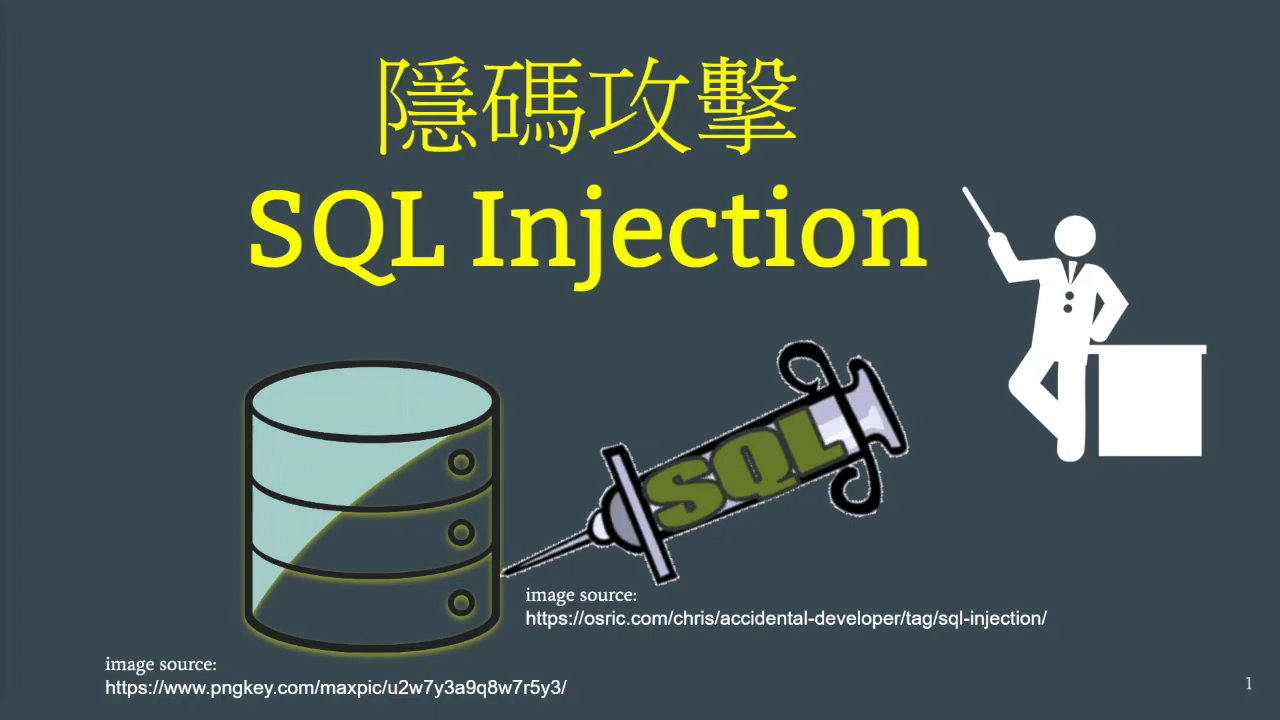 隱碼攻擊
SQL Injection
SQL
image source:
https://osric.com/chris/accidental-developer/tag/sql-injection/
image source:
https://www.pngkey.com/maxpic/u2w7y3a9q8w7r5y3/
1